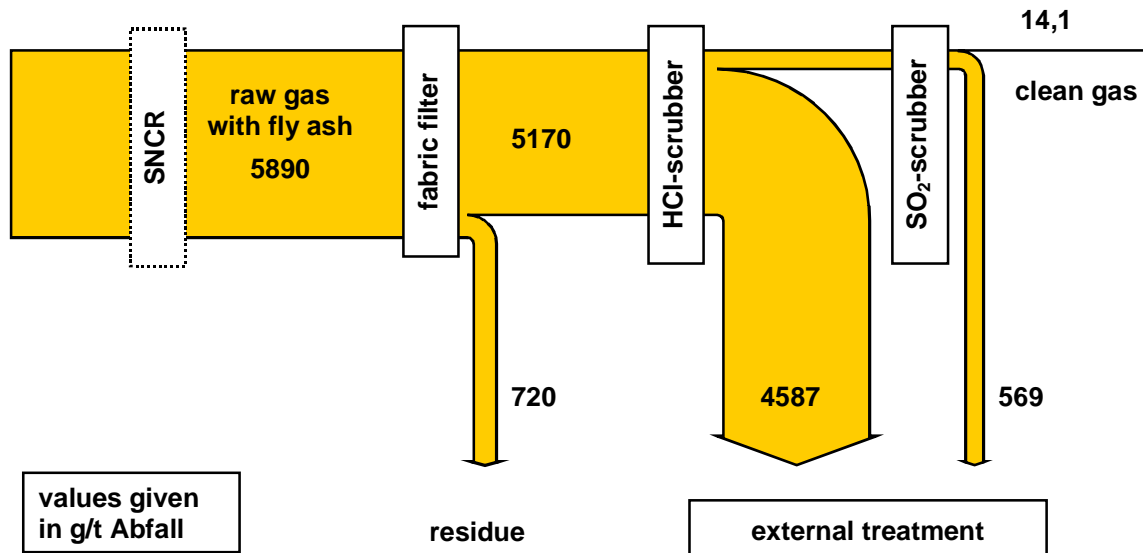 14,1
clean gas
SNCR
raw gas
with fly ash
5890
fabric filter
5170
HCl-scrubber
SO₂-scrubber
720
4587
569
values given
in g/t Abfall
residue
external treatment